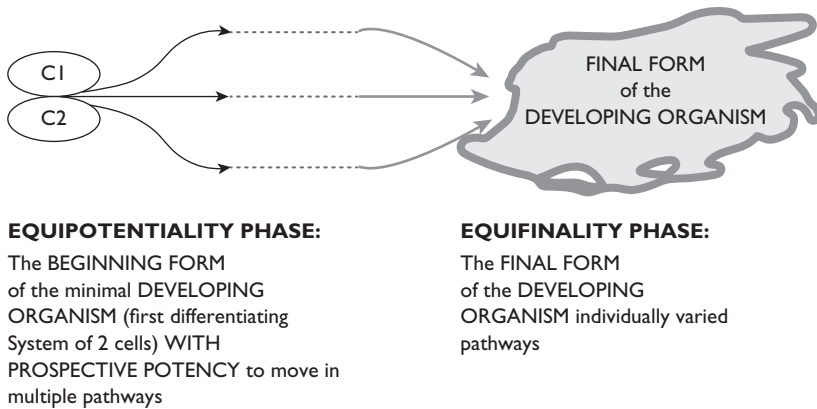 C1
C2
FINAL FORM
of the
DEVELOPING ORGANISM
EQUIPOTENTIALITY PHASE:
The BEGINNING FORM
of the minimal DEVELOPING
ORGANISM (first differentiating
System of 2 cells) WITH
PROSPECTIVE POTENCY to move in
multiple pathways
EQUIFINALITY PHASE:
The FINAL FORM
of the DEVELOPING
ORGANISM individually varied
pathways